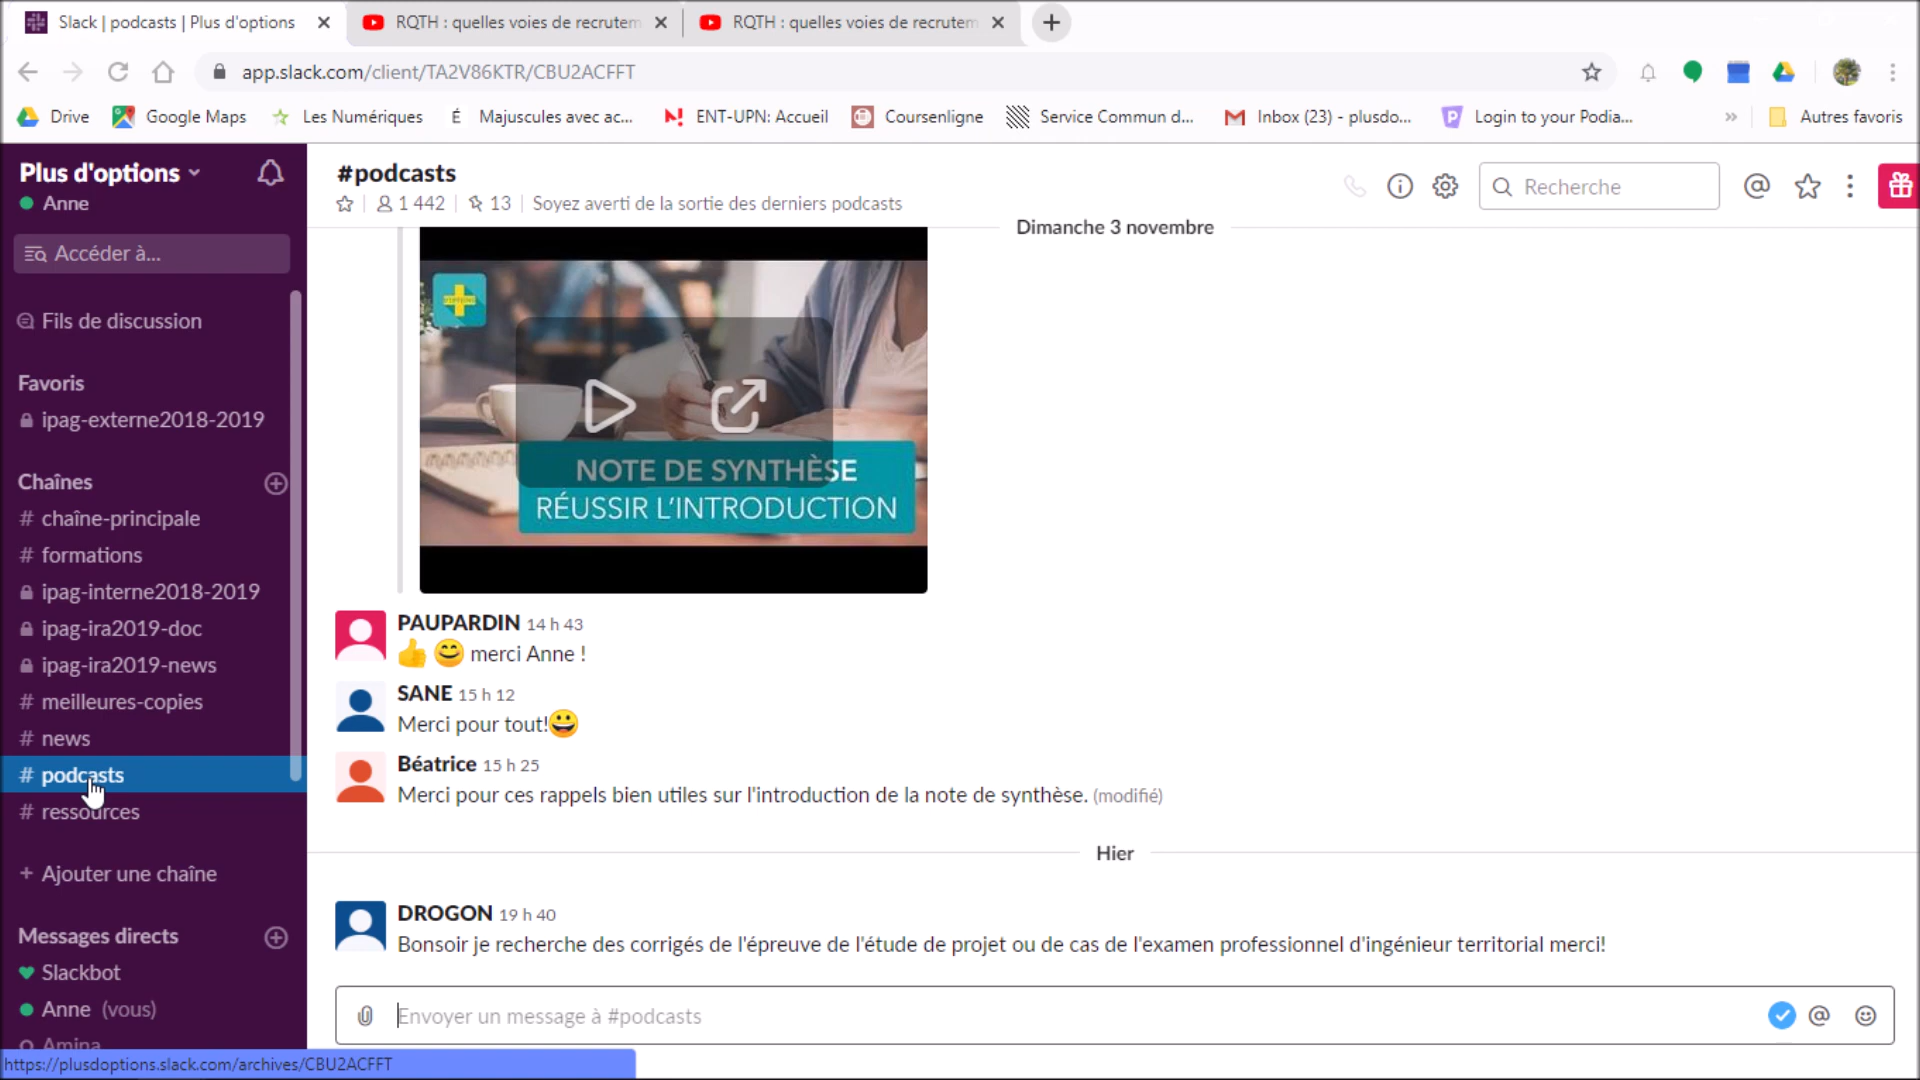 Slack | podcasts | Plus d'options
RQTH : quelles voies de recrutem
RQTH : quelles voies de recrutem
app.slack.com/client/TA2V86KTR/CBU2ACFFT
Drive
Google Maps
Les Numériques
É Majuscules avec ac...
ENT-UPN: Accueil
Coursenligne
Service Commun d...
Inbox (23) - plusdo...
Login to your Podia...
»
Autres favoris
Plus d'options
Anne
Accéder à...
Fils de discussion
Favoris
ipag-externe2018-2019
Chaînes
# chaîne-principale
# formations
ipag-interne2018-2019
ipag-ira2019-doc
ipag-ira2019-news
# meilleures-copies
# news
# podcasts
# ressources
+ Ajouter une chaîne
Messages directs
Slackbot
Anne (vous)
Amina
https://plusdoptions.slack.com/archives/CBU2ACFFT
#podcasts
1 442 | 13 | Soyez averti de la sortie des derniers podcasts
Recherche
Dimanche 3 novembre
NOTE DE SYNTHÈSE
RÉUSSIR L'INTRODUCTION
PAUPARDIN 14 h 43
👍 😊 merci Anne !
SANE 15 h 12
Merci pour tout!😀
Béatrice 15 h 25
Merci pour ces rappels bien utiles sur l'introduction de la note de synthèse. (modifié)
Hier
DROGON 19 h 40
Bonsoir je recherche des corrigés de l'épreuve de l'étude de projet ou de cas de l'examen professionnel d'ingénieur territorial merci!
Envoyer un message à #podcasts